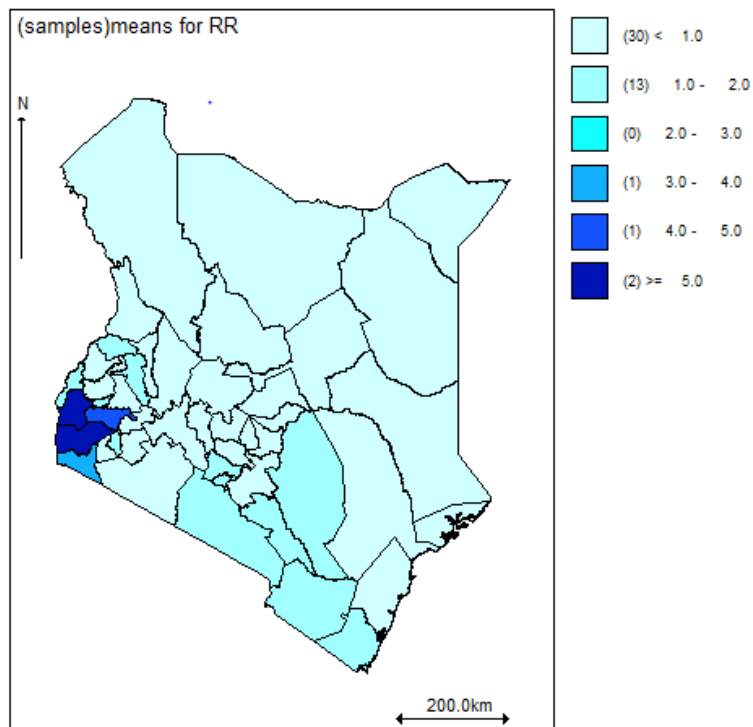 (samples)means for RR
N
200.0km
(30) < 1.0
(13) 1.0 - 2.0
(0) 2.0 - 3.0
(1) 3.0 - 4.0
(1) 4.0 - 5.0
(2) >= 5.0